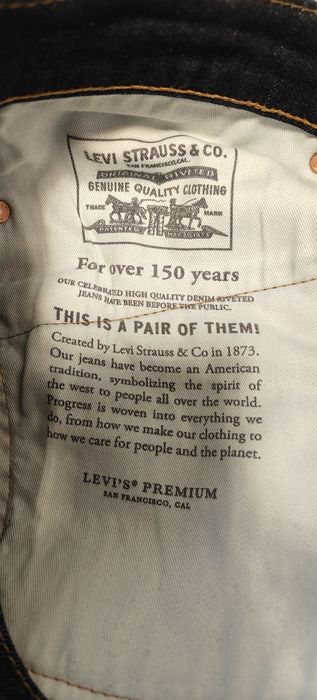 LEVI STRAUSS & CO.
SAN FRANCISCO, CAL.
ORIGINAL RIVETED
GENUINE QUALITY CLOTHING
TRADE MARK
PATENTED
For over 150 years
OUR CELEBRATED HIGH QUALITY DENIM RIVETED
JEANS HAVE BEEN BEFORE THE PUBLIC.
THIS IS A PAIR OF THEM!
Created by Levi Strauss & Co in 1873.
Our jeans have become an American
tradition, symbolizing the spirit of
the west to people all over the world.
Progress is woven into everything we
do, from how we make our clothing to
how we care for people and the planet.
LEVI'S® PREMIUM
SAN FRANCISCO, CAL